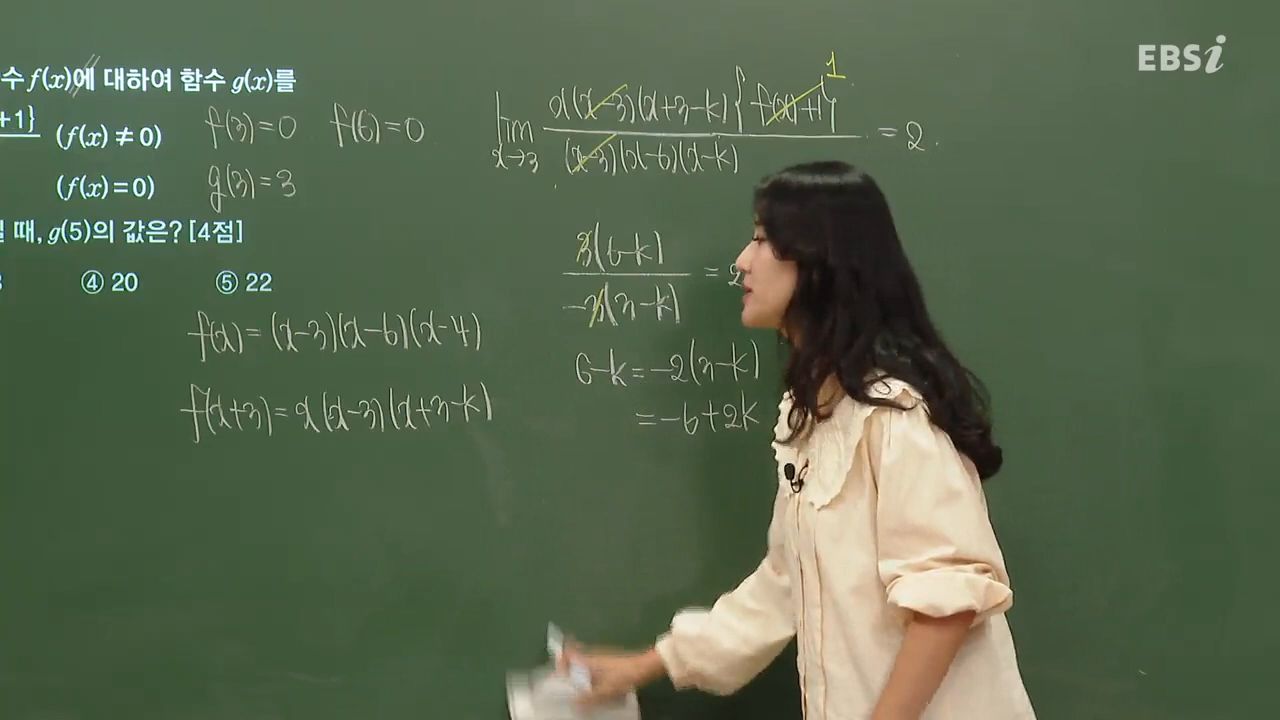 EBSi
수 f(x)에 대하여 함수 g(x)를
+1}
(f(x) ≠ 0)
f(3)=0 f(6)=0
(f(x)=0)
g(3)=3
때, g(5)의 값은? [4점]
④ 20 ⑤ 22
f(x)=(x-3)(x-6)(x-4)
f(x+3)=x(x-3)(x+3-k)
1
lim x→3 x(x-3)(x+3-k){f(x)+1} / (x-3)(x-6)(x-k) = 2.
3(6-k) / -3(3-k) = 2
6-k=-2(3-k)
=-6+2k